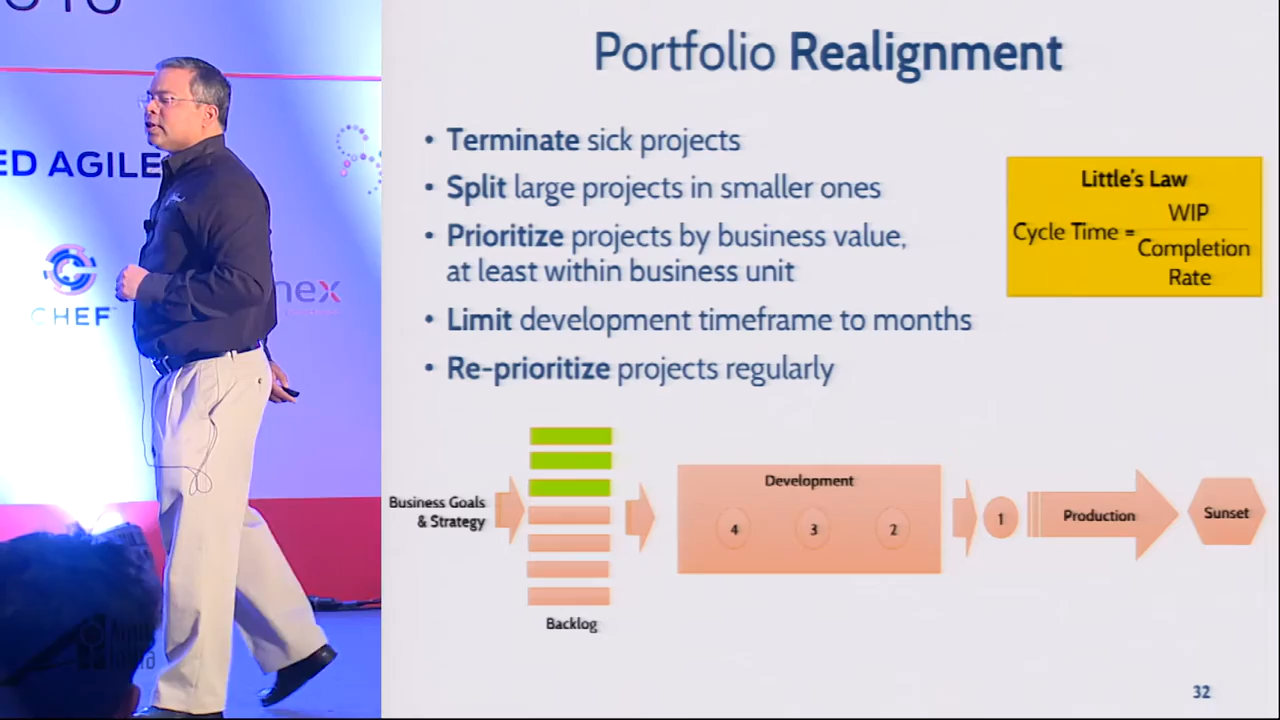 ED AGILE
CHEF
nex
Agile
India
Portfolio Realignment
• Terminate sick projects
• Split large projects in smaller ones
• Prioritize projects by business value,
at least within business unit
• Limit development timeframe to months
• Re-prioritize projects regularly
Little's Law
Cycle Time =
WIP
Completion
Rate
Business Goals
& Strategy
Backlog
Development
4
3
2
1
Production
Sunset
32